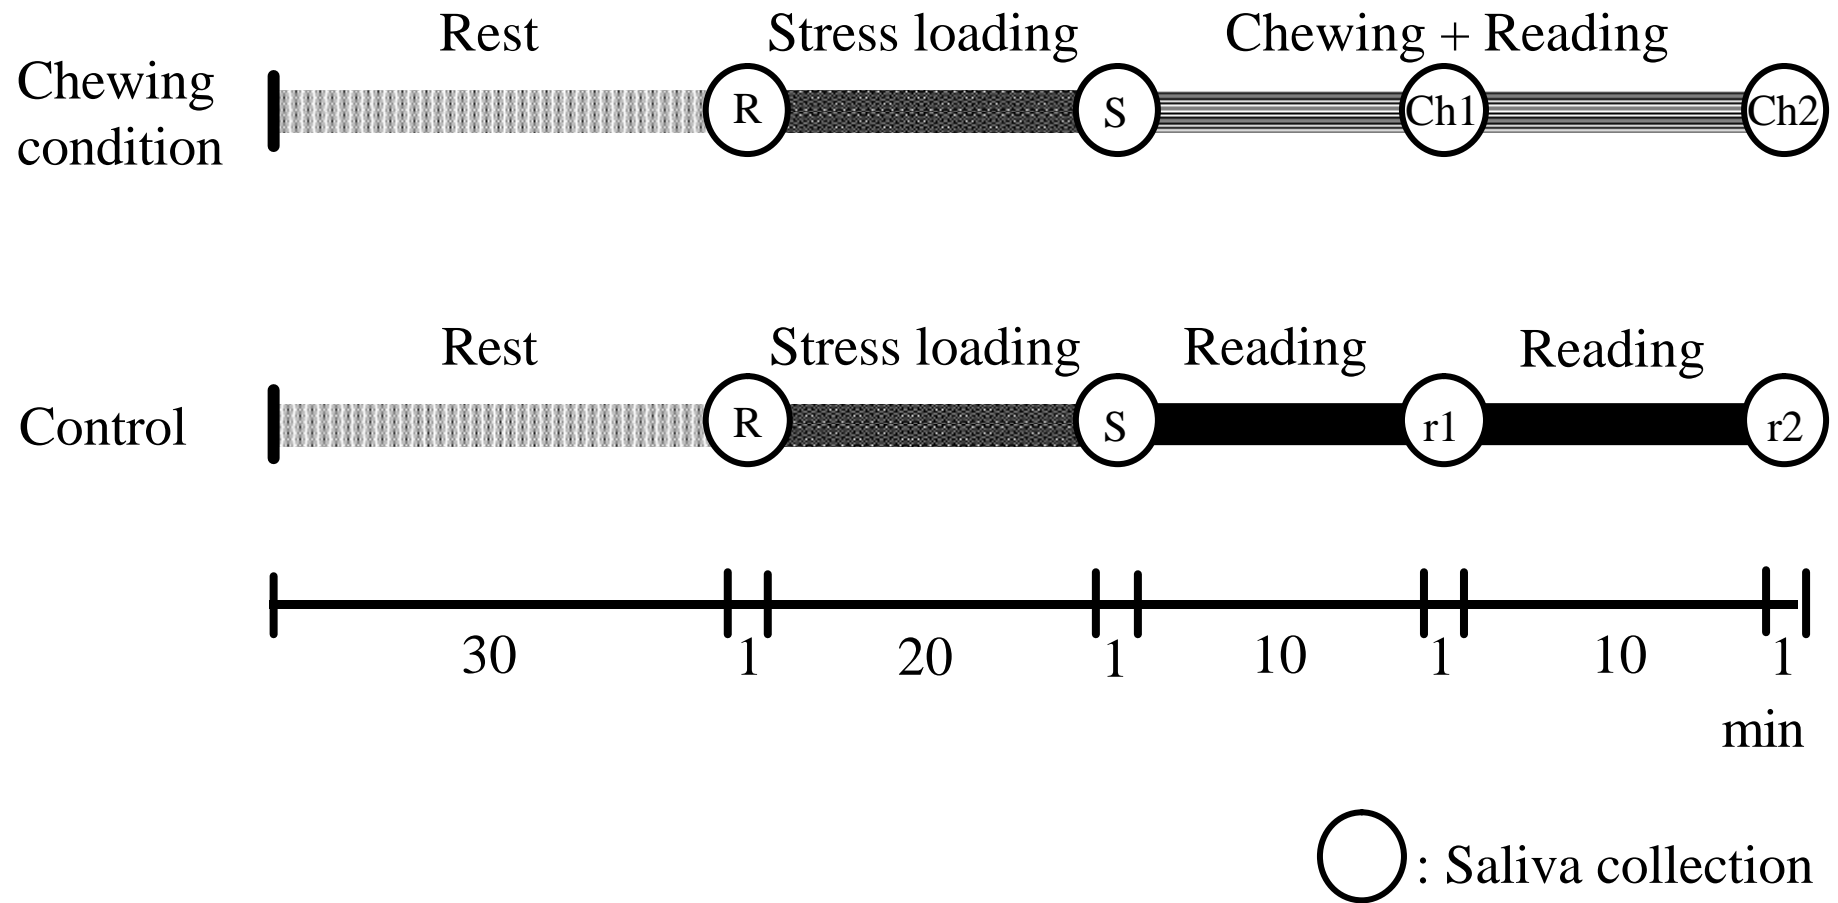 Rest Stress loading Chewing + Reading
Chewing
condition
R S Ch1 Ch2
Rest Stress loading Reading Reading
Control
R S r1 r2
30 1 20 1 10 1 10 1
min
: Saliva collection